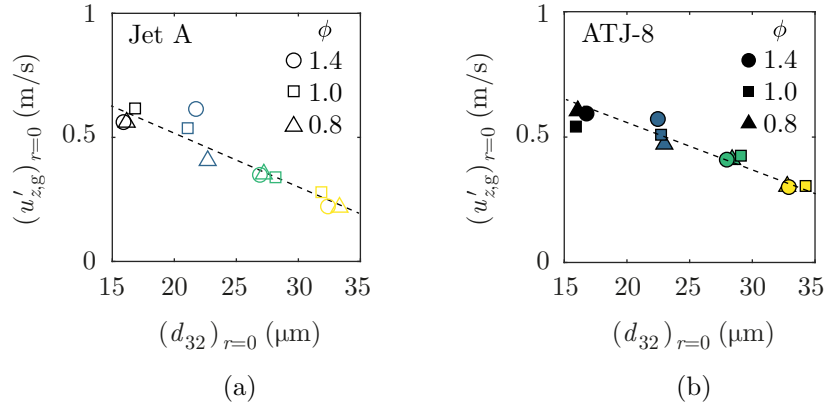 Jet A
ϕ
1.4
1.0
0.8
1
0.5
0
(u′z,g)r=0 (m/s)
15 20 25 30 35
(d32)r=0 (μm)
(a)
ATJ-8
ϕ
1.4
1.0
0.8
1
0.5
0
(u′z,g)r=0 (m/s)
15 20 25 30 35
(d32)r=0 (μm)
(b)